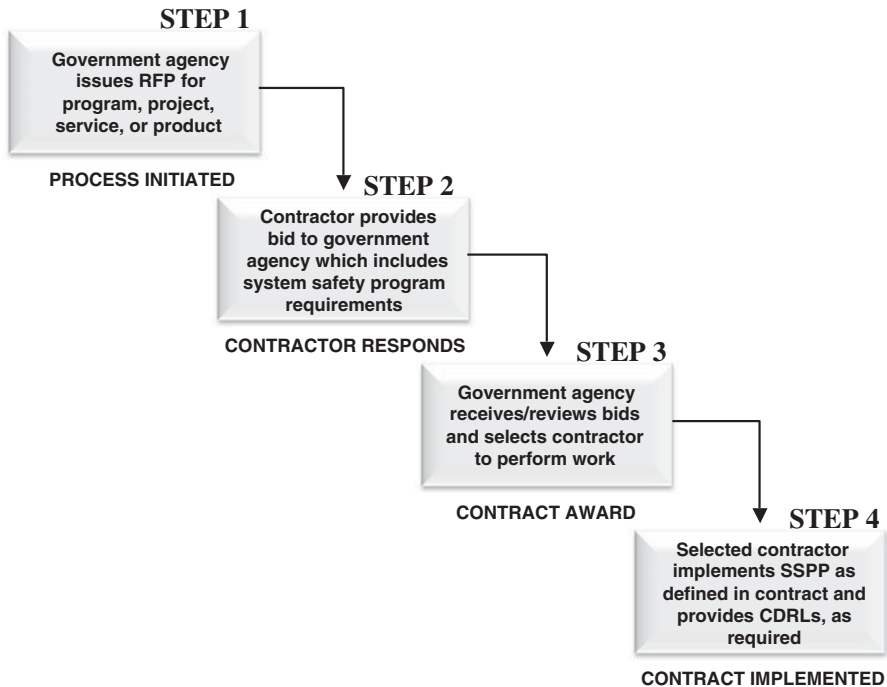 STEP 1
Government agency
issues RFP for
program, project,
service, or product
PROCESS INITIATED
STEP 2
Contractor provides
bid to government
agency which includes
system safety program
requirements
CONTRACTOR RESPONDS
STEP 3
Government agency
receives/reviews bids
and selects contractor
to perform work
CONTRACT AWARD
STEP 4
Selected contractor
implements SSPP as
defined in contract and
provides CDRLs, as
required
CONTRACT IMPLEMENTED